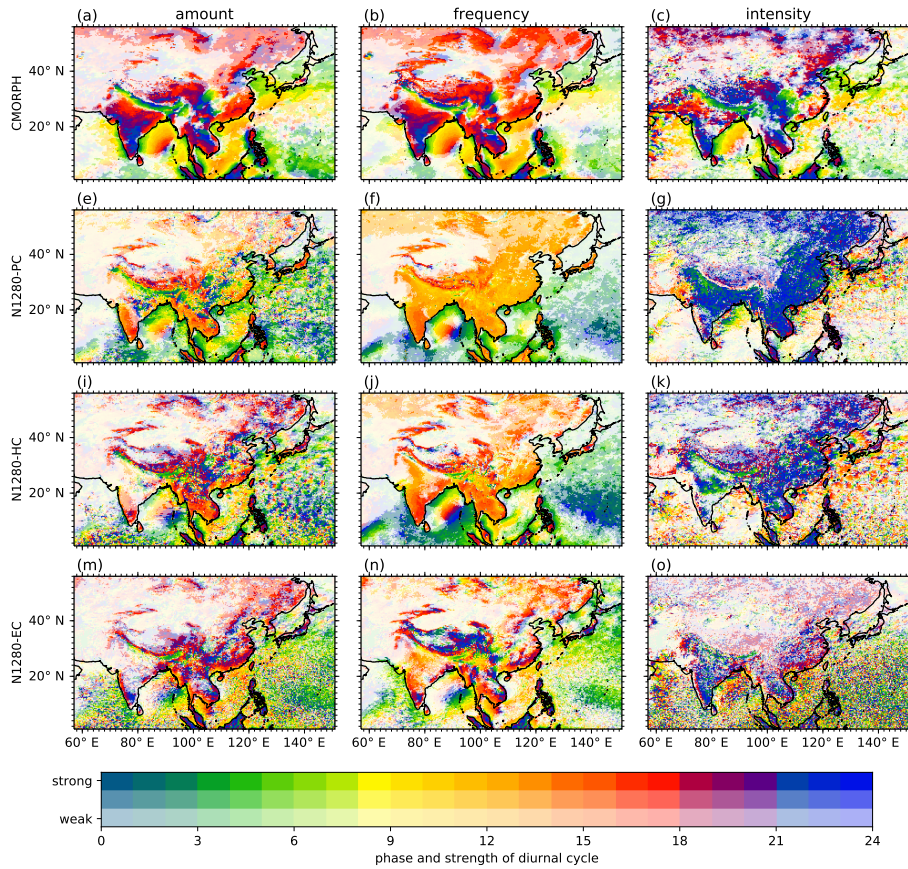 amount frequency intensity
(a) (b) (c)
CMORPH
40° N
20° N
(e) (f) (g)
N1280-PC
40° N
20° N
(i) (j) (k)
N1280-HC
40° N
20° N
(m) (n) (o)
N1280-EC
40° N
20° N
60° E 80° E 100° E 120° E 140° E 60° E 80° E 100° E 120° E 140° E 60° E 80° E 100° E 120° E 140° E
strong
weak
0 3 6 9 12 15 18 21 24
phase and strength of diurnal cycle